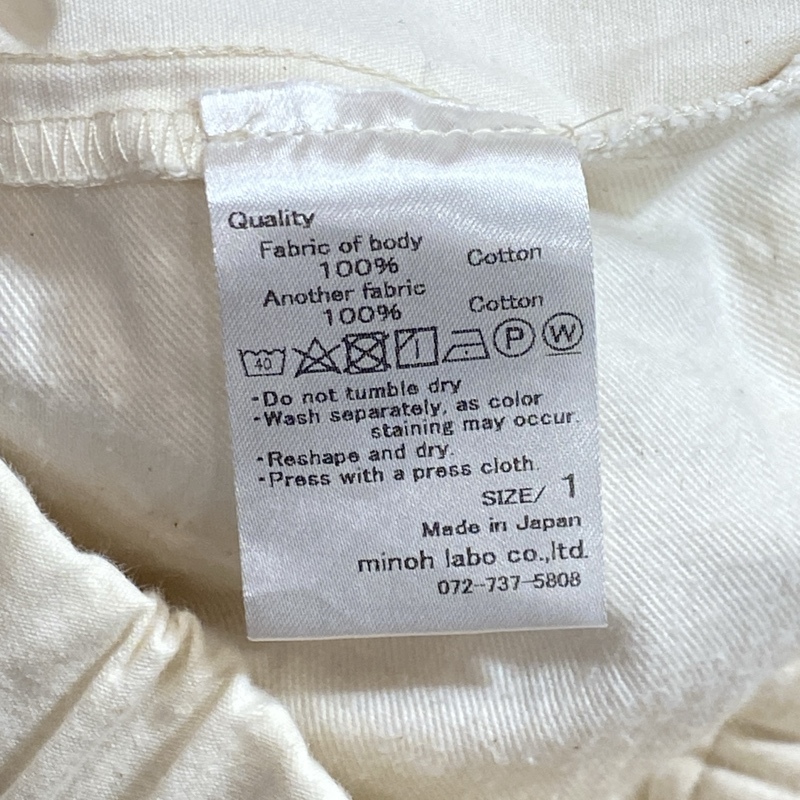 Quality
Fabric of body Cotton
100%
Another fabric Cotton
100%
40 P W
-Do not tumble dry
-Wash separately, as color
staining may occur.
-Reshape and dry.
-Press with a press cloth.
SIZE/ 1
Made in Japan
minoh labo co.,ltd.
072-737-5808